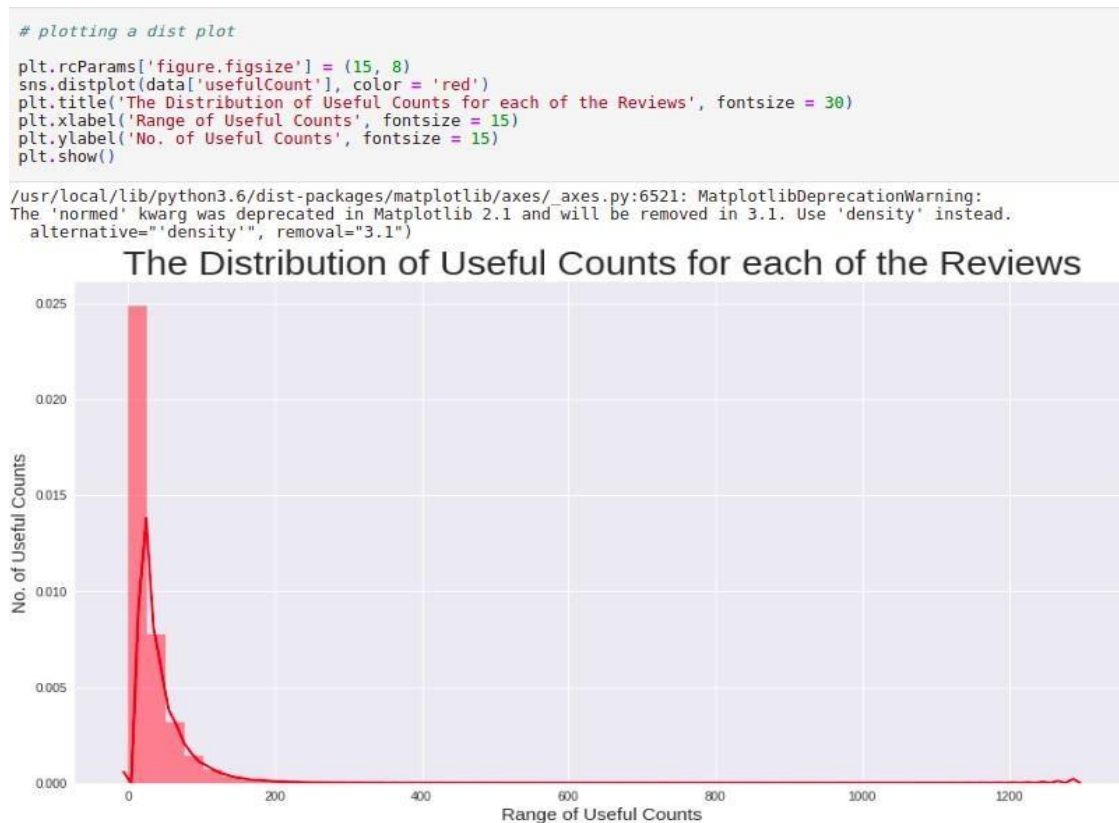 # plotting a dist plot
plt.rcParams['figure.figsize'] = (15, 8)
sns.distplot(data['usefulCount'], color = 'red')
plt.title('The Distribution of Useful Counts for each of the Reviews', fontsize = 30)
plt.xlabel('Range of Useful Counts', fontsize = 15)
plt.ylabel('No. of Useful Counts', fontsize = 15)
plt.show()
/usr/local/lib/python3.6/dist-packages/matplotlib/axes/_axes.py:6521: MatplotlibDeprecationWarning:
The 'normed' kwarg was deprecated in Matplotlib 2.1 and will be removed in 3.1. Use 'density' instead.
  alternative="'density'", removal="3.1")
The Distribution of Useful Counts for each of the Reviews
No. of Useful Counts
0.025
0.020
0.015
0.010
0.005
0.000
0 200 400 600 800 1000 1200
Range of Useful Counts